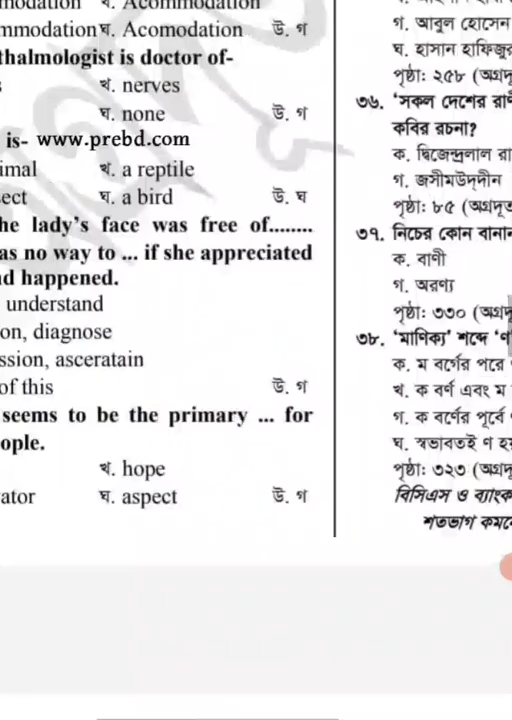 খ. Acommodation
ঘ. Acomodation উ. গ
thalmologist is doctor of-
খ. nerves
ঘ. none উ. গ
is- www.prebd.com
খ. a reptile
ঘ. a bird উ. ঘ
he lady's face was free of........
as no way to ... if she appreciated
d happened.
understand
on, diagnose
ssion, asceratain
of this উ. গ
seems to be the primary ... for
ople.
খ. hope
ator ঘ. aspect উ. গ
গ. আবুল হোসেন
ঘ. হাসান হাফিজুর
পৃষ্ঠা: ২৫৮ (অগ্রদূ
৩৬. 'সকল দেশের রাণী
কবির রচনা?
ক. দ্বিজেন্দ্রলাল রা
গ. জসীমউদ্‌দীন
পৃষ্ঠা: ৮৫ (অগ্রদূত
৩৭. নিচের কোন বানান
ক. বাণী
গ. অরণ্য
পৃষ্ঠা: ৩৩০ (অগ্রদূ
৩৮. 'মাণিক্য' শব্দে 'ণ
ক. ম বর্গের পরে
খ. ক বর্ণ এবং ম
গ. ক বর্ণের পূর্বে
ঘ. স্বভাবতই ণ হয়
পৃষ্ঠা: ৩২৩ (অগ্রদূ
বিসিএস ও ব্যাংক
শতভাগ কমনে